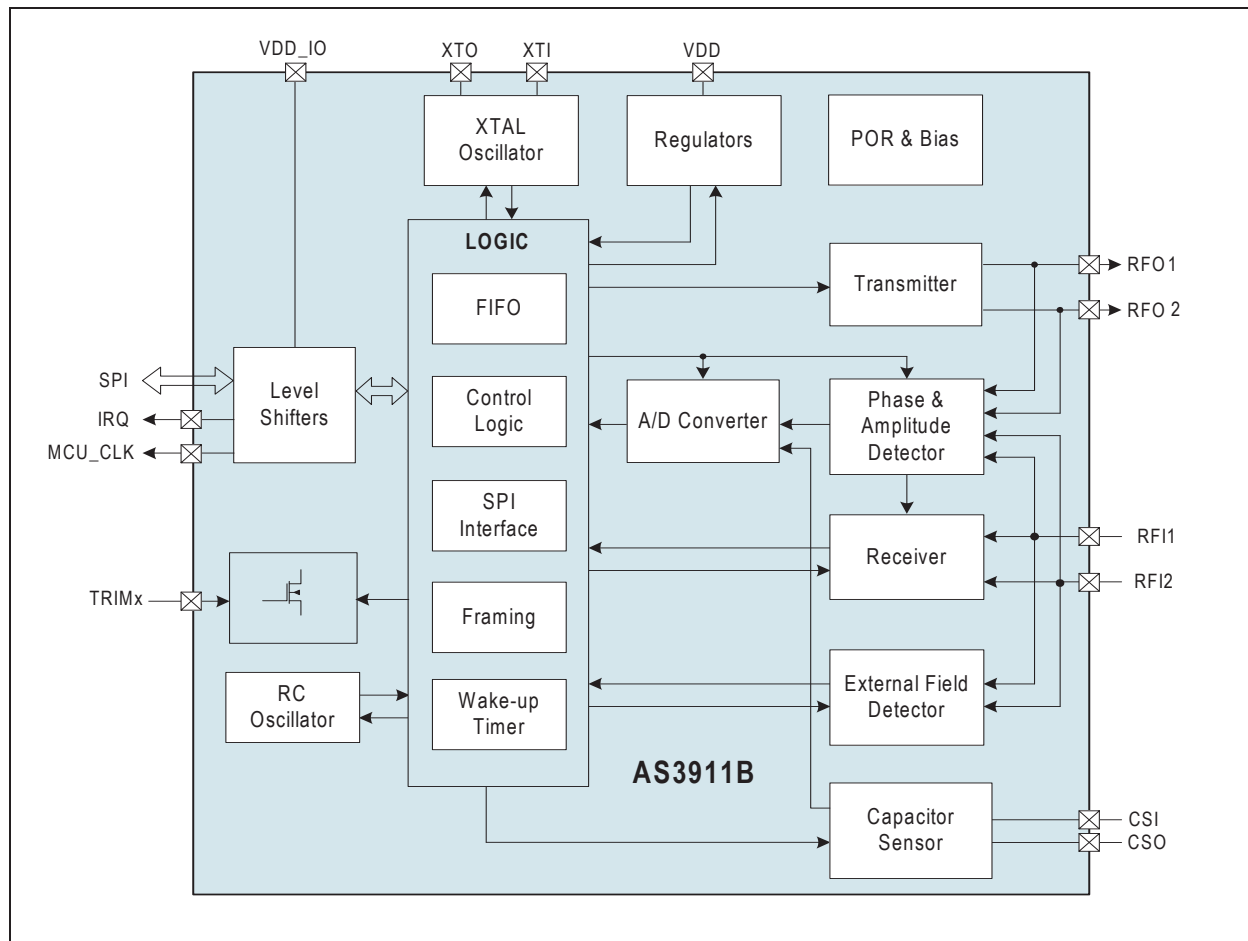 VDD_IO
XTO
XTI
VDD
XTAL
Oscillator
Regulators
POR & Bias
LOGIC
FIFO
Control
Logic
SPI
Interface
Framing
Wake-up
Timer
Transmitter
RFO1
RFO 2
SPI
IRQ
MCU_CLK
Level
Shifters
A/D Converter
Phase &
Amplitude
Detector
Receiver
RFI1
RFI2
TRIMx
RC
Oscillator
External Field
Detector
AS3911B
Capacitor
Sensor
CSI
CSO